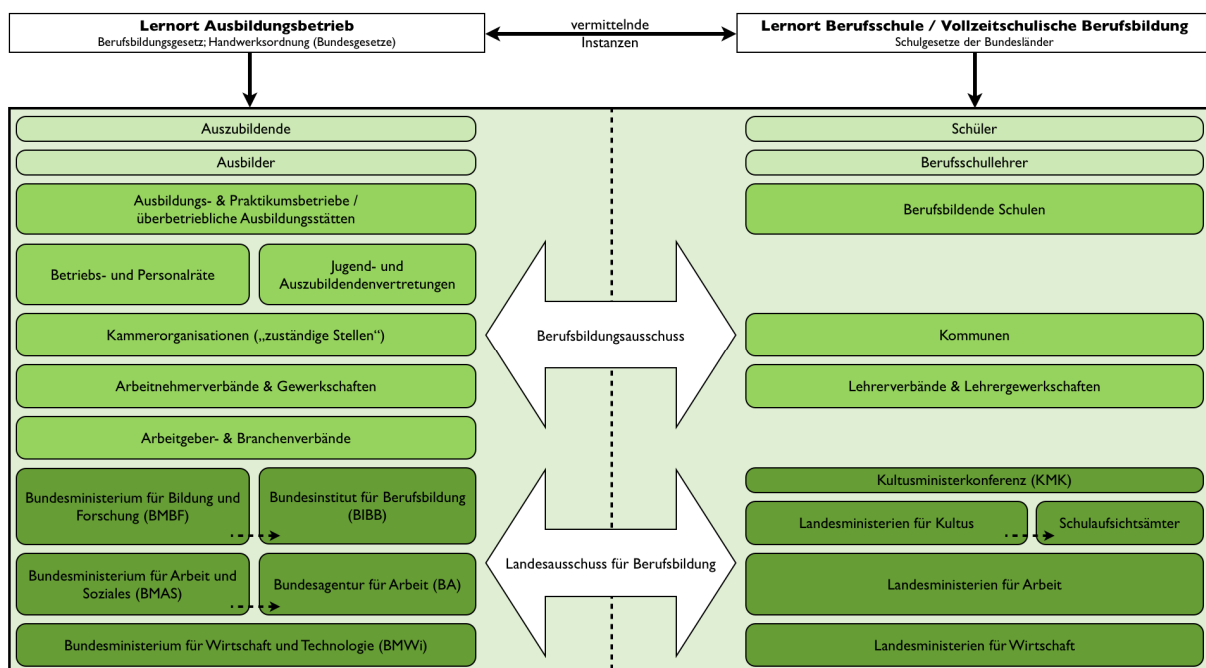 Lernort Ausbildungsbetrieb
Berufsbildungsgesetz; Handwerksordnung (Bundesgesetze)
vermittelnde
Instanzen
Lernort Berufsschule / Vollzeitschulische Berufsbildung
Schulgesetze der Bundesländer
Auszubildende
Schüler
Ausbilder
Berufsschullehrer
Ausbildungs- & Praktikumsbetriebe /
überbetriebliche Ausbildungsstätten
Berufsbildende Schulen
Betriebs- und Personalräte
Jugend- und
Auszubildendenvertretungen
Kammerorganisationen („zuständige Stellen“)
Berufsbildungsausschuss
Kommunen
Arbeitnehmerverbände & Gewerkschaften
Lehrerverbände & Lehrergewerkschaften
Arbeitgeber- & Branchenverbände
Bundesministerium für Bildung und
Forschung (BMBF)
Bundesinstitut für Berufsbildung
(BIBB)
Kultusministerkonferenz (KMK)
Landesministerien für Kultus
Schulaufsichtsämter
Landesausschuss für Berufsbildung
Bundesministerium für Arbeit und
Soziales (BMAS)
Bundesagentur für Arbeit (BA)
Landesministerien für Arbeit
Bundesministerium für Wirtschaft und Technologie (BMWi)
Landesministerien für Wirtschaft